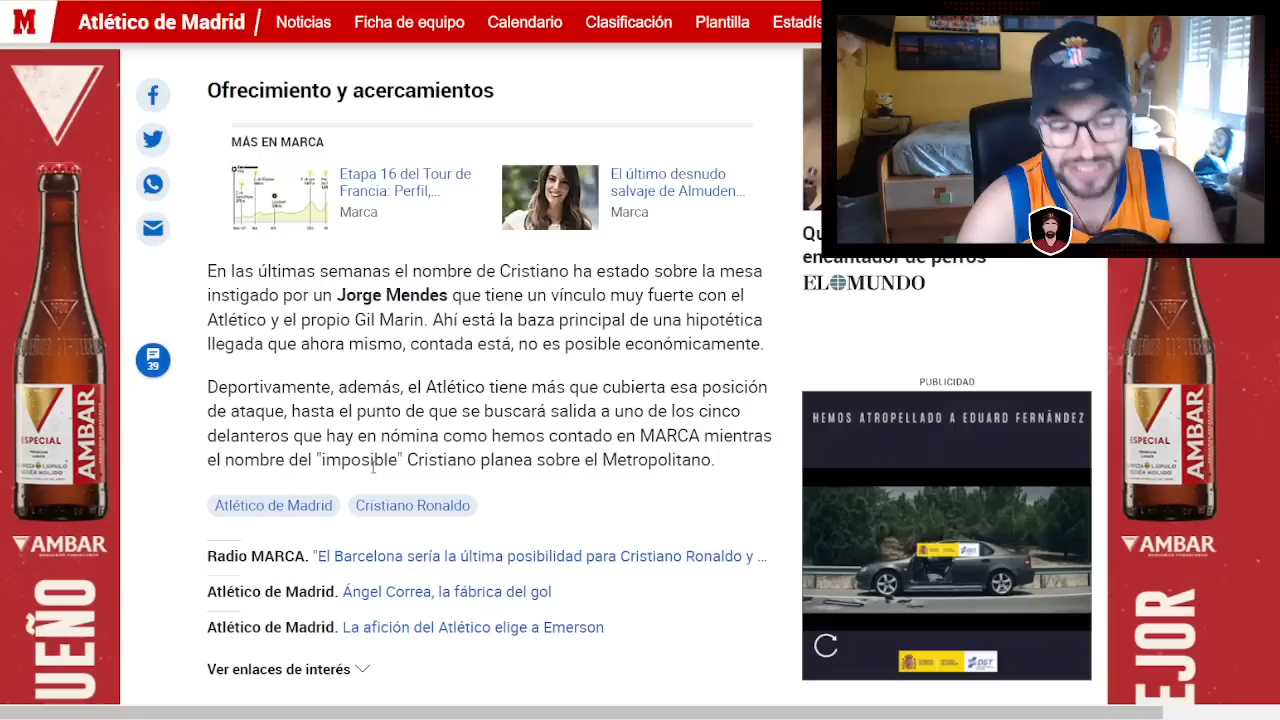 M
Atlético de Madrid
Noticias
Ficha de equipo
Calendario
Clasificación
Plantilla
Estadís
Ofrecimiento y acercamientos
MÁS EN MARCA
Etapa 16 del Tour de
Francia: Perfil,...
Marca
El último desnudo
salvaje de Almuden...
Marca
En las últimas semanas el nombre de Cristiano ha estado sobre la mesa
instigado por un Jorge Mendes que tiene un vínculo muy fuerte con el
Atlético y el propio Gil Marin. Ahí está la baza principal de una hipotética
llegada que ahora mismo, contada está, no es posible económicamente.
39
Deportivamente, además, el Atlético tiene más que cubierta esa posición
de ataque, hasta el punto de que se buscará salida a uno de los cinco
delanteros que hay en nómina como hemos contado en MARCA mientras
el nombre del "imposible" Cristiano planea sobre el Metropolitano.
Atlético de Madrid
Cristiano Ronaldo
Radio MARCA. "El Barcelona sería la última posibilidad para Cristiano Ronaldo y ...
Atlético de Madrid. Ángel Correa, la fábrica del gol
Atlético de Madrid. La afición del Atlético elige a Emerson
Ver enlaces de interés
Qu
encantador de perros
EL MUNDO
PUBLICIDAD
HEMOS ATROPELLADO A EDUARD FERNÁNDEZ
DGT
1900
ESPECIAL
AMBAR
AMBAR
UEÑO
1900
ESPECIAL
AMBAR
AMBAR
EJOR